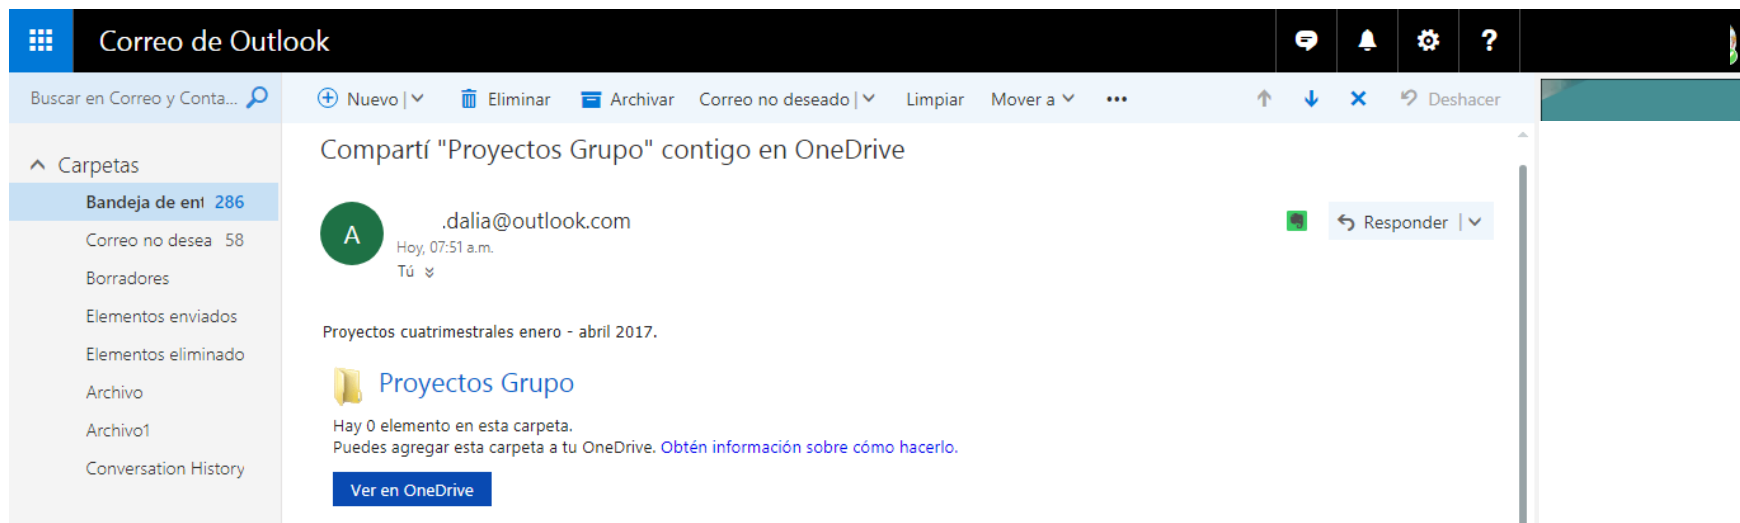 Correo de Outlook
?
Buscar en Correo y Conta...
Nuevo
Eliminar
Archivar
Correo no deseado
Limpiar
Mover a
...
Deshacer
Carpetas
Bandeja de ent 286
Correo no desea 58
Borradores
Elementos enviados
Elementos eliminado
Archivo
Archivo1
Conversation History
Compartí "Proyectos Grupo" contigo en OneDrive
A
.dalia@outlook.com
Hoy, 07:51 a.m.
Tú
Responder
Proyectos cuatrimestrales enero - abril 2017.
Proyectos Grupo
Hay 0 elemento en esta carpeta.
Puedes agregar esta carpeta a tu OneDrive. Obtén información sobre cómo hacerlo.
Ver en OneDrive